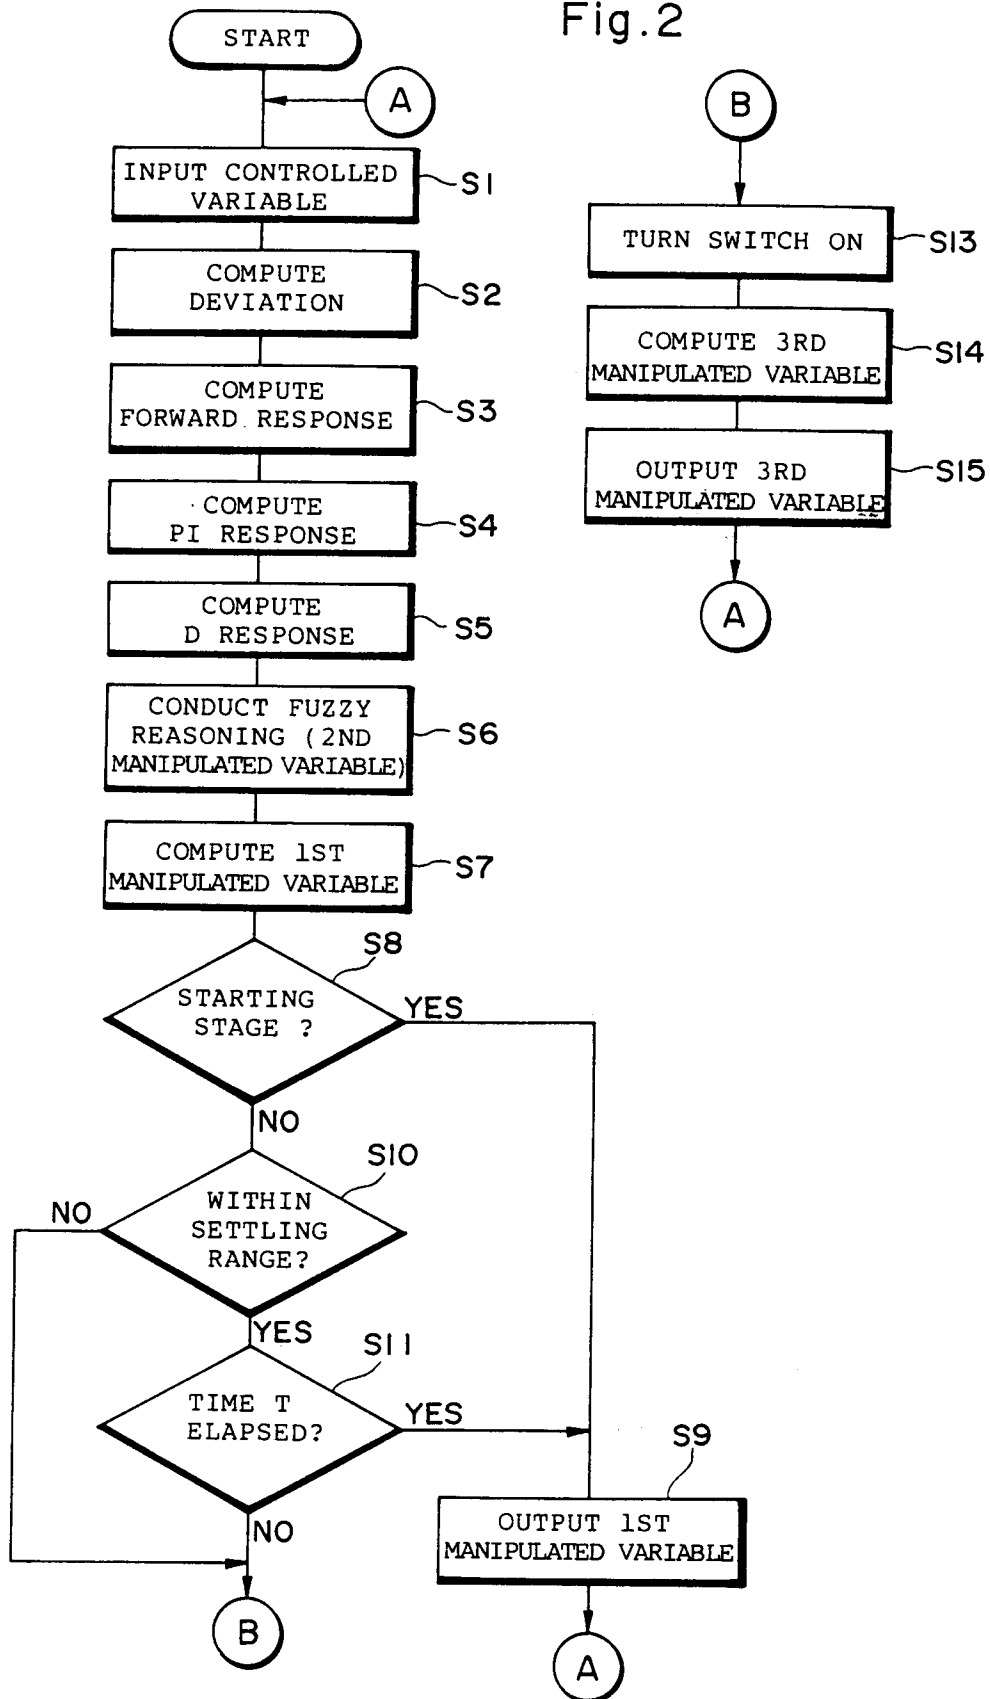 Fig.2
START
A
INPUT CONTROLLED
VARIABLE
S1
COMPUTE
DEVIATION
S2
COMPUTE
FORWARD RESPONSE
S3
COMPUTE
PI RESPONSE
S4
COMPUTE
D RESPONSE
S5
CONDUCT FUZZY
REASONING (2ND
MANIPULATED VARIABLE)
S6
COMPUTE 1ST
MANIPULATED VARIABLE
S7
S8
STARTING
STAGE ?
YES
NO
S10
WITHIN
SETTLING
RANGE?
NO
YES
S11
TIME T
ELAPSED?
YES
NO
B
S9
OUTPUT 1ST
MANIPULATED VARIABLE
A
B
TURN SWITCH ON
S13
COMPUTE 3RD
MANIPULATED VARIABLE
S14
OUTPUT 3RD
MANIPULATED VARIABLE
S15
A